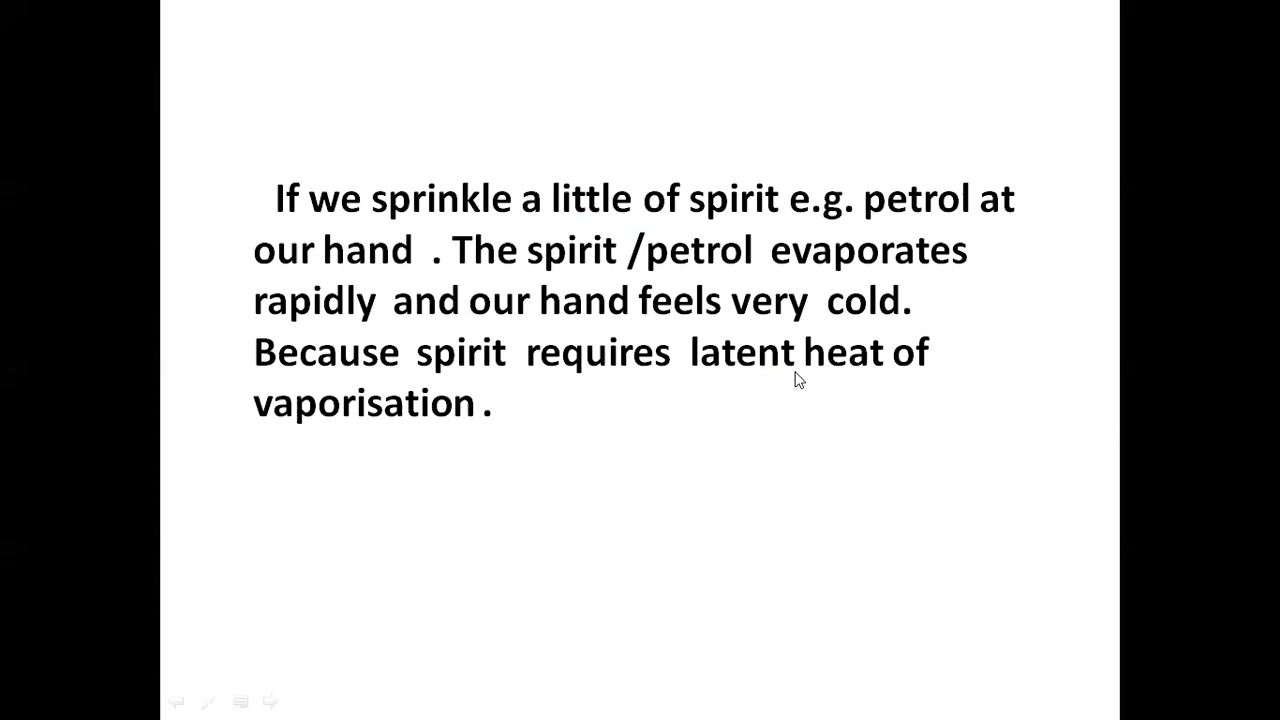 If we sprinkle a little of spirit e.g. petrol at
our hand . The spirit /petrol evaporates
rapidly and our hand feels very cold.
Because spirit requires latent heat of
vaporisation .